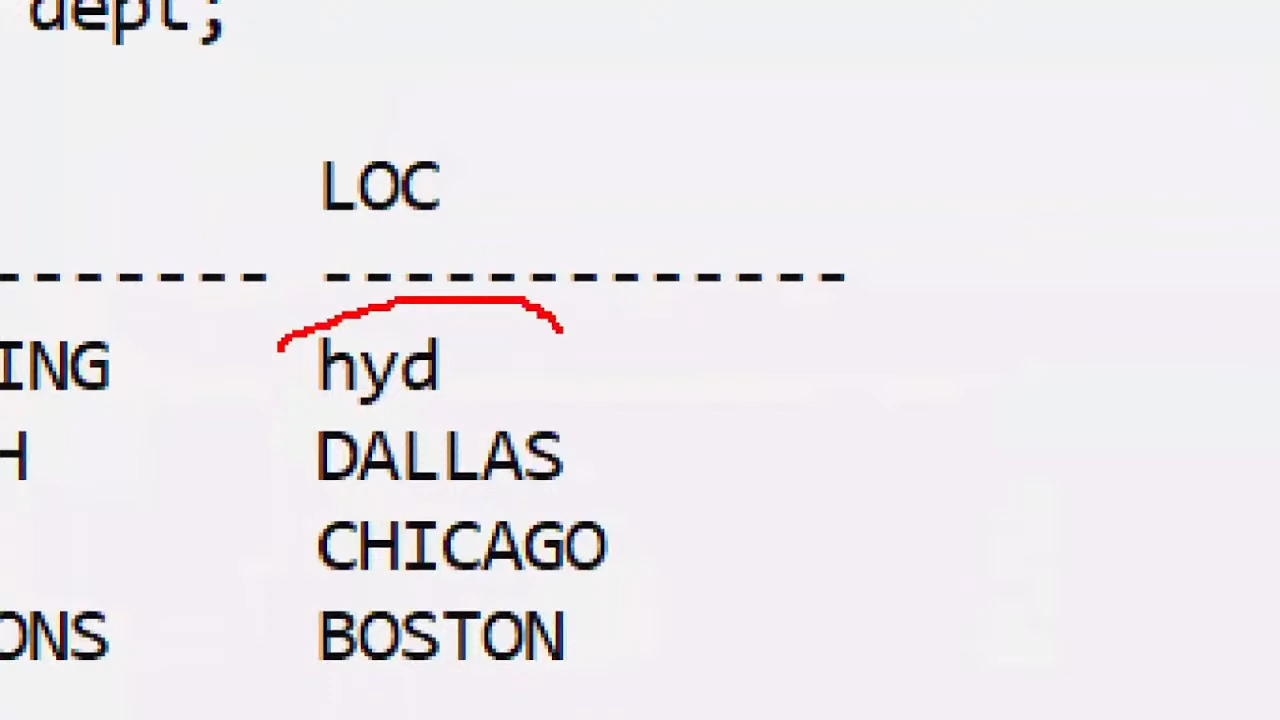 dept;
LOC
------- -------------
ING hyd
H DALLAS
CHICAGO
ONS BOSTON